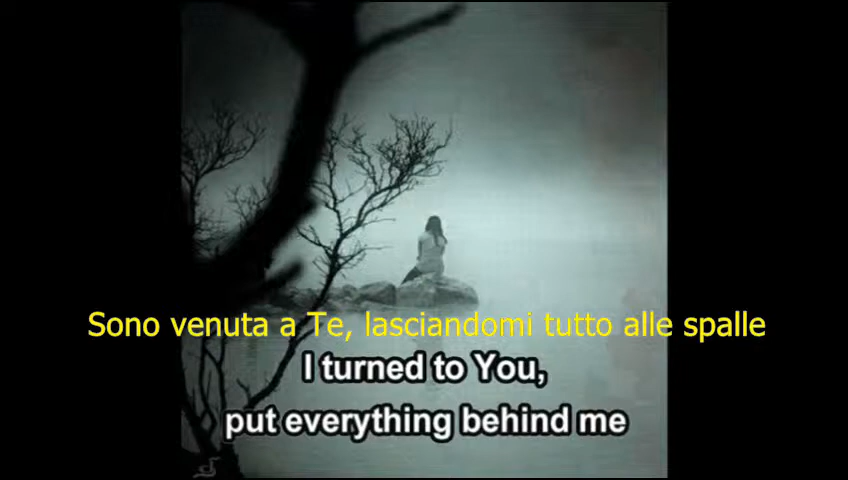 Sono venuta a Te, lasciandomi tutto alle spalle
I turned to You,
put everything behind me